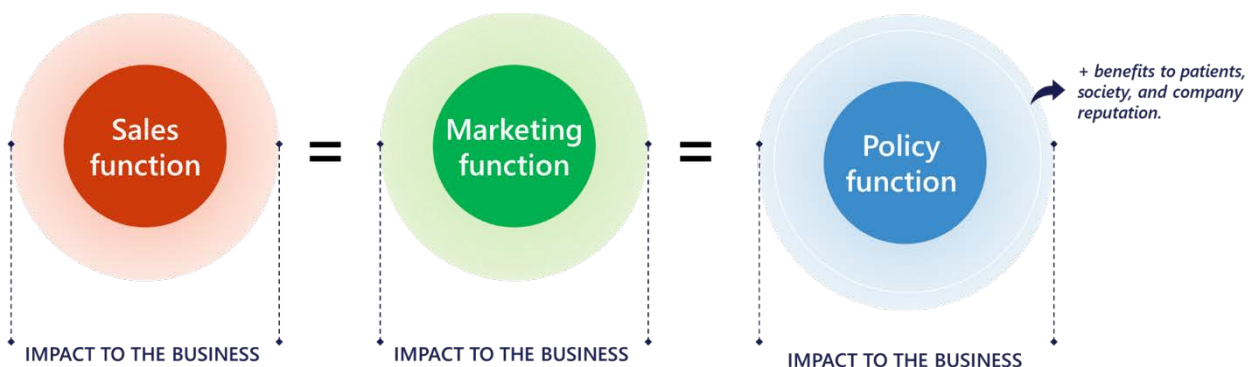 Sales
function
=
Marketing
function
=
Policy
function
+ benefits to patients,
society, and company
reputation.
IMPACT TO THE BUSINESS
IMPACT TO THE BUSINESS
IMPACT TO THE BUSINESS